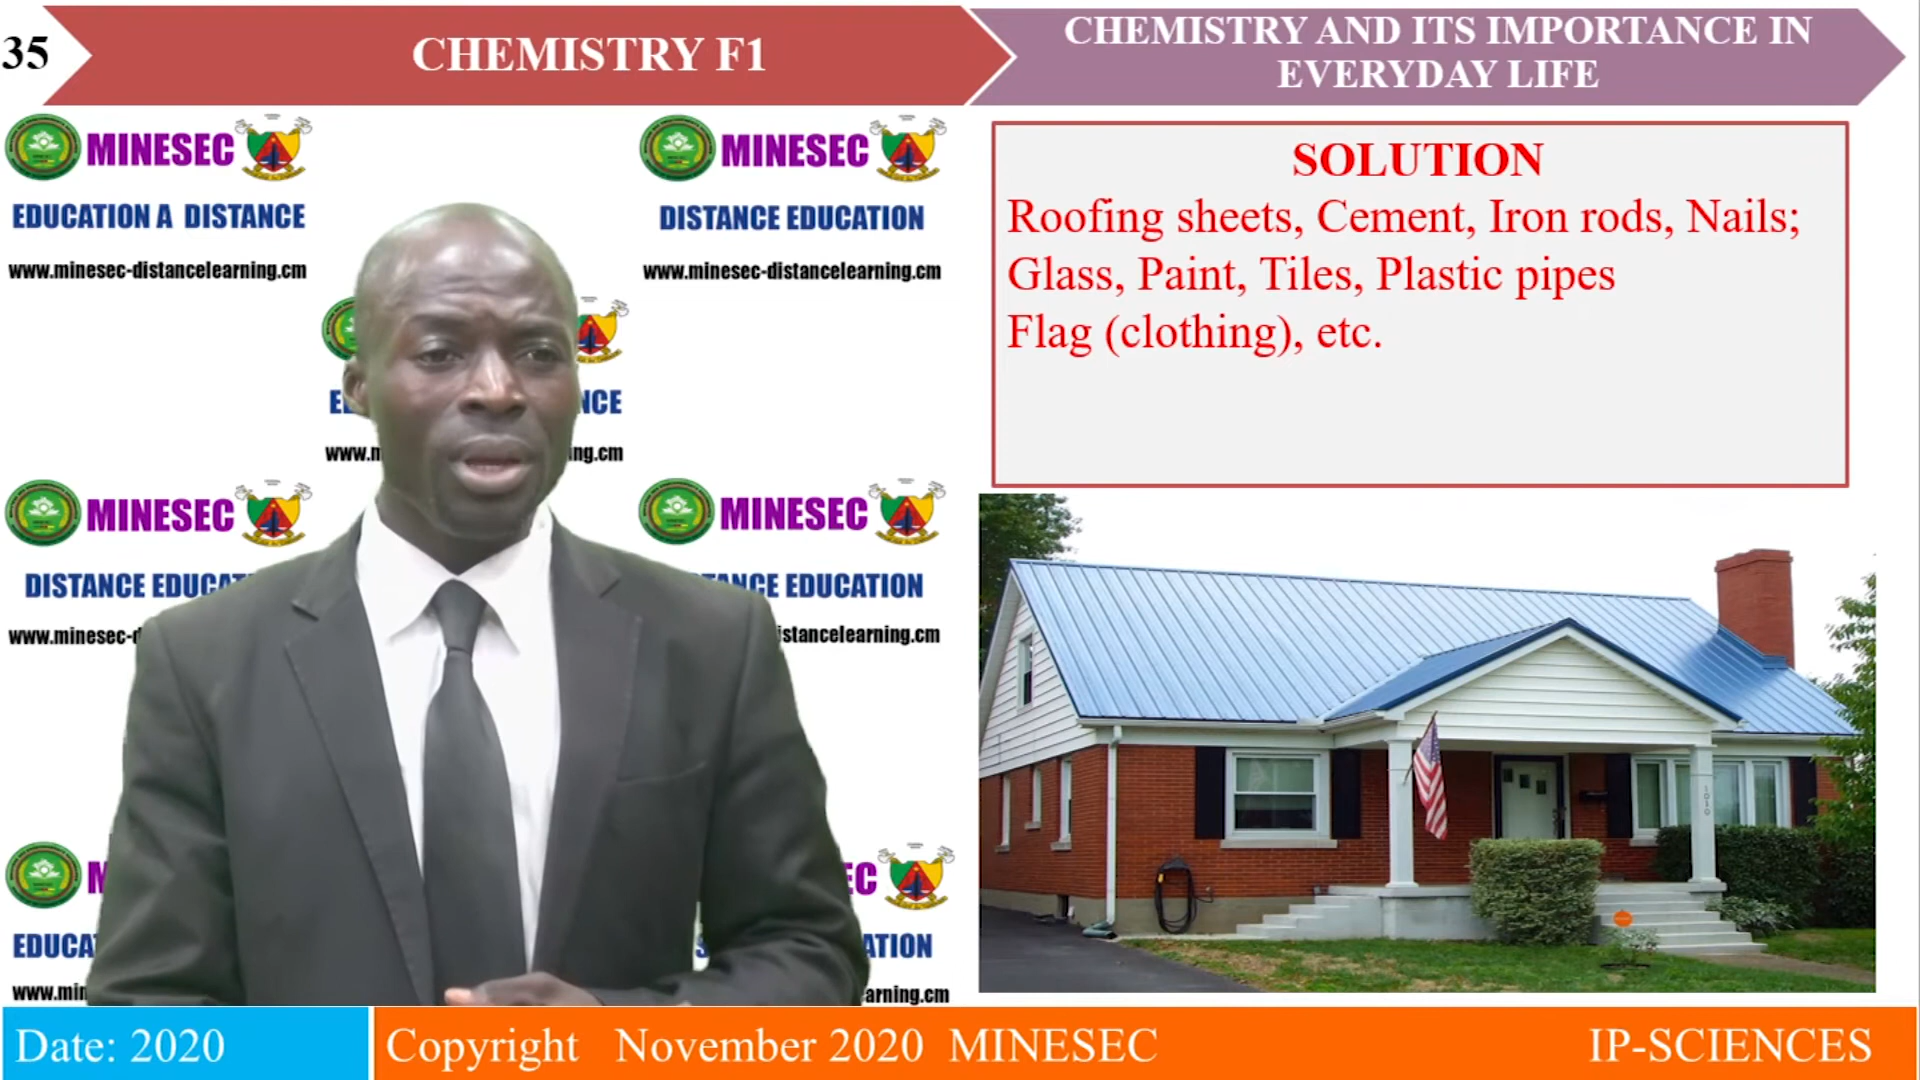 35
CHEMISTRY F1
CHEMISTRY AND ITS IMPORTANCE IN
EVERYDAY LIFE
MINESEC
MINESEC
EDUCATION A DISTANCE
DISTANCE EDUCATION
www.minesec-distancelearning.cm
www.minesec-distancelearning.cm
SOLUTION
Roofing sheets, Cement, Iron rods, Nails;
Glass, Paint, Tiles, Plastic pipes
Flag (clothing), etc.
MINESEC
MINESEC
DISTANCE
EDUCATION
1010
Date: 2020
Copyright November 2020 MINESEC
IP-SCIENCES